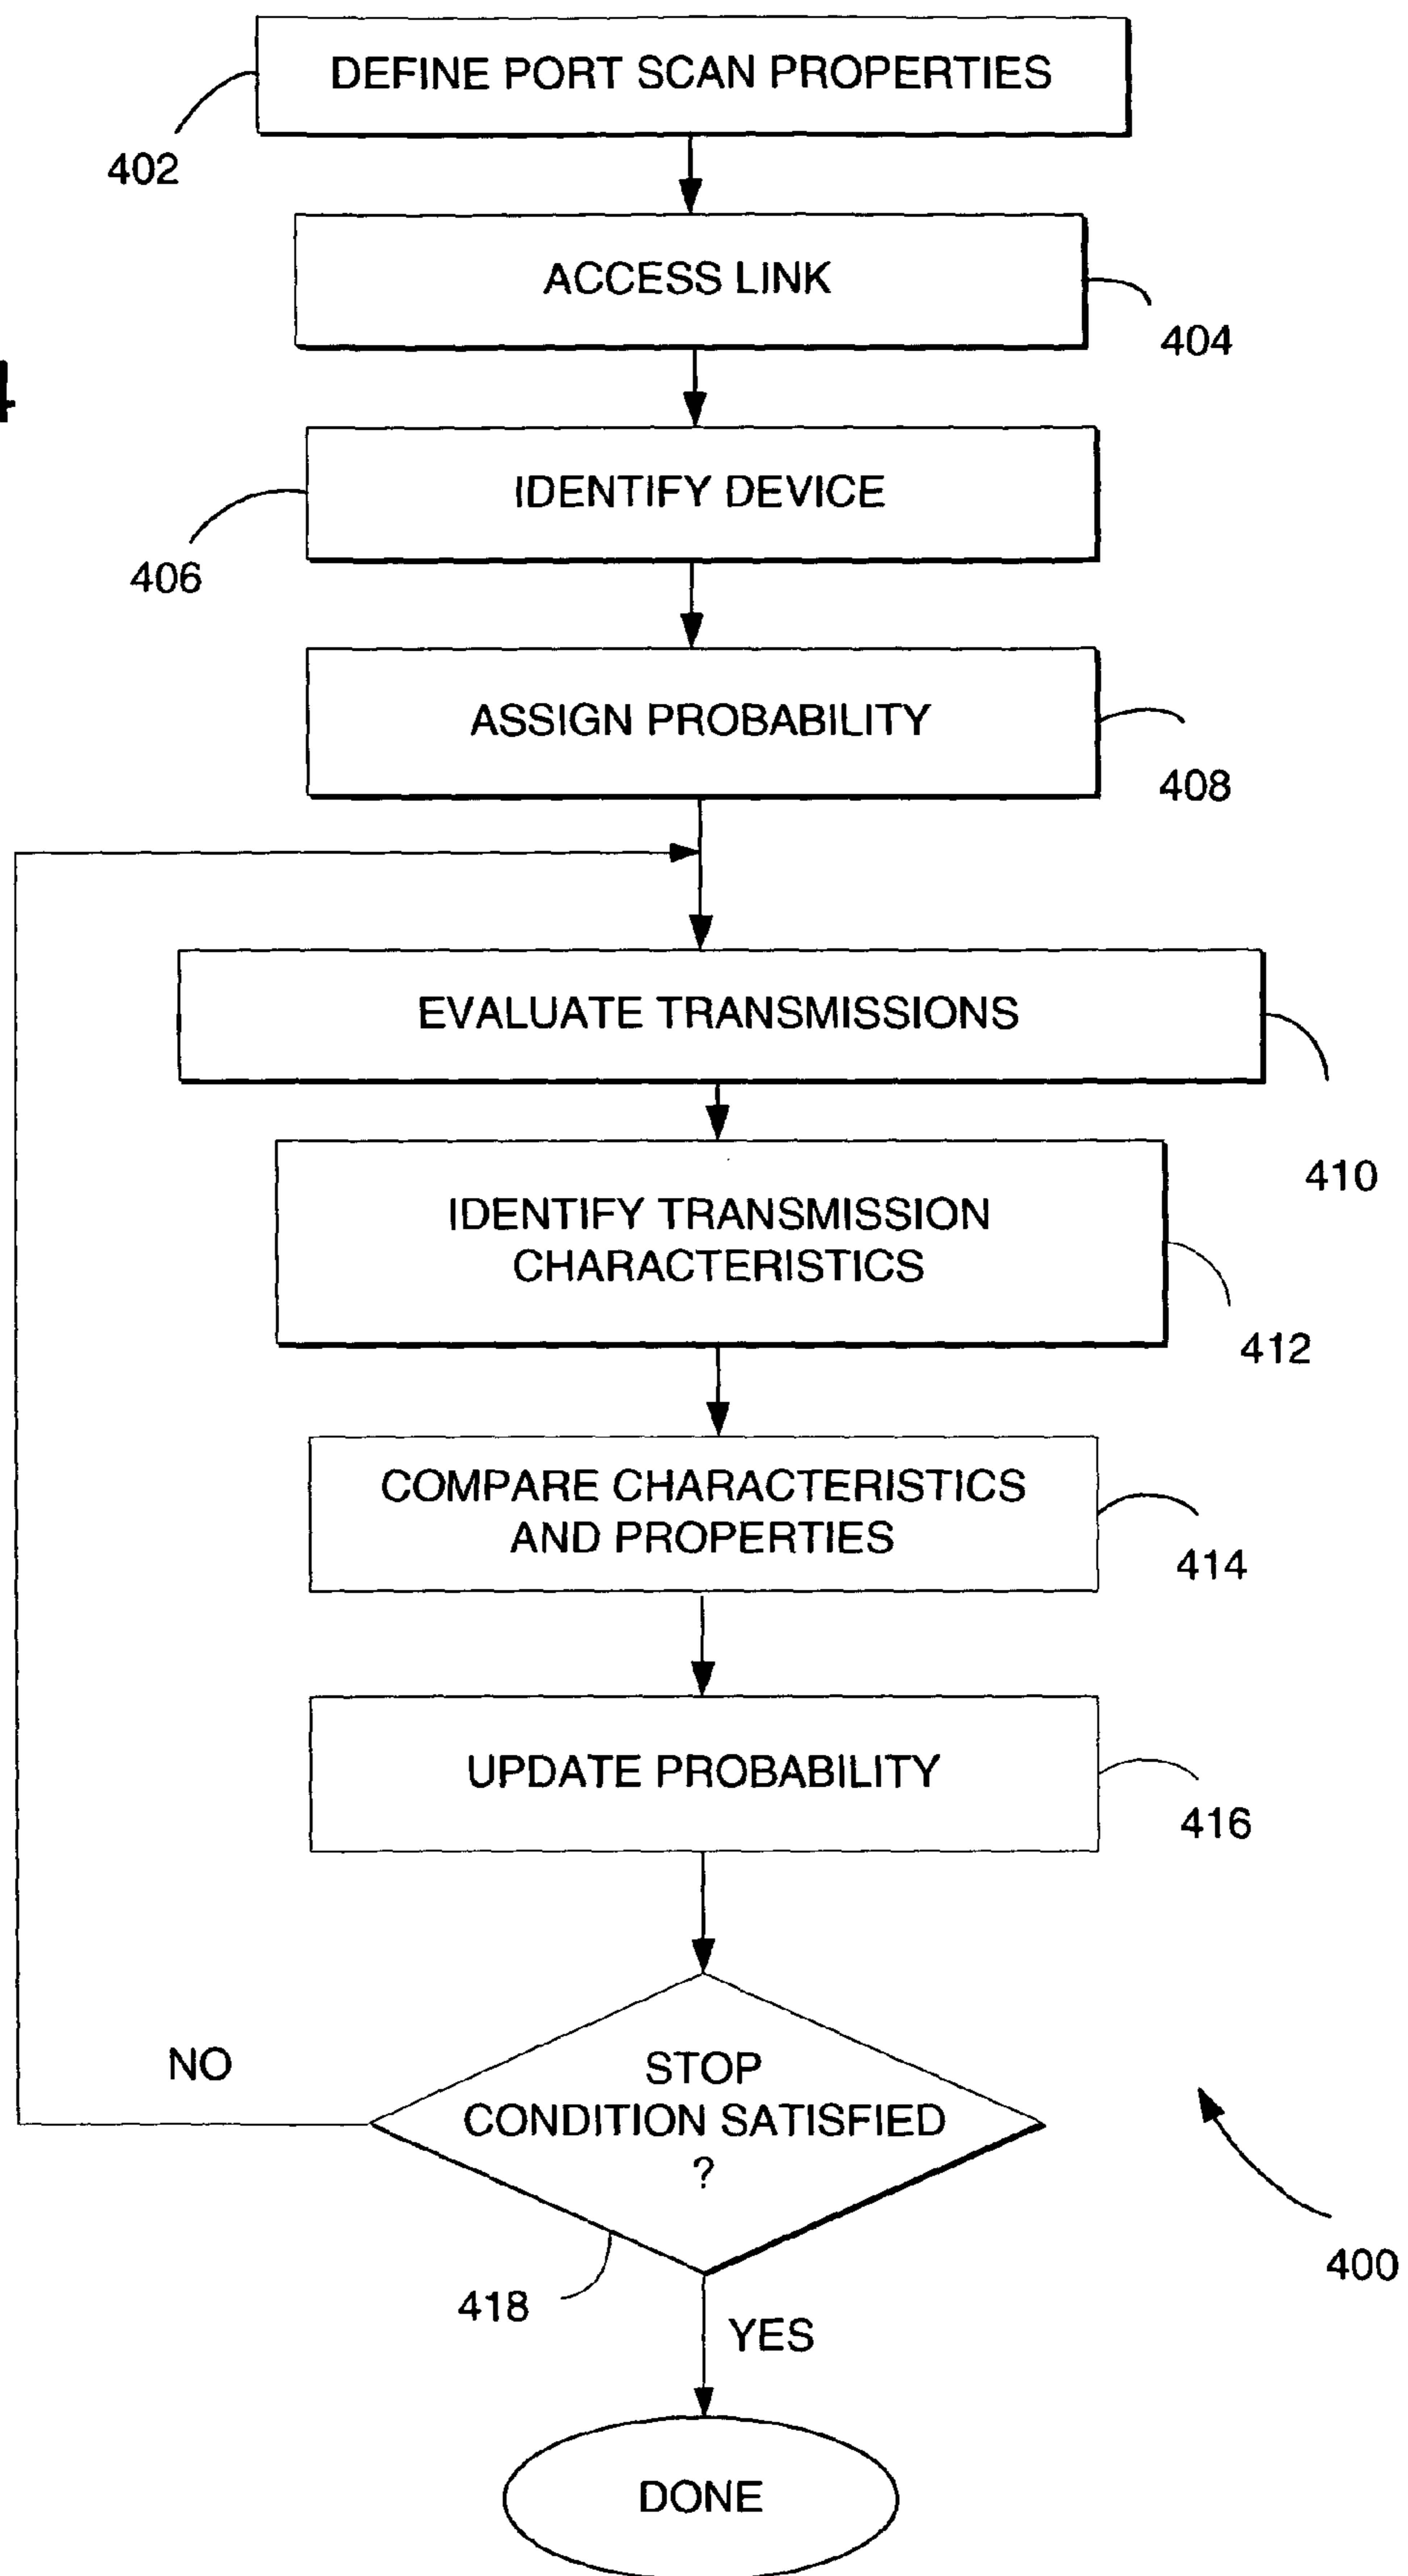 DEFINE PORT SCAN PROPERTIES
402
ACCESS LINK
404
4
IDENTIFY DEVICE
406
ASSIGN PROBABILITY
408
EVALUATE TRANSMISSIONS
410
IDENTIFY TRANSMISSION
CHARACTERISTICS
412
COMPARE CHARACTERISTICS
AND PROPERTIES
414
UPDATE PROBABILITY
416
NO
STOP
CONDITION SATISFIED
?
400
418
YES
DONE